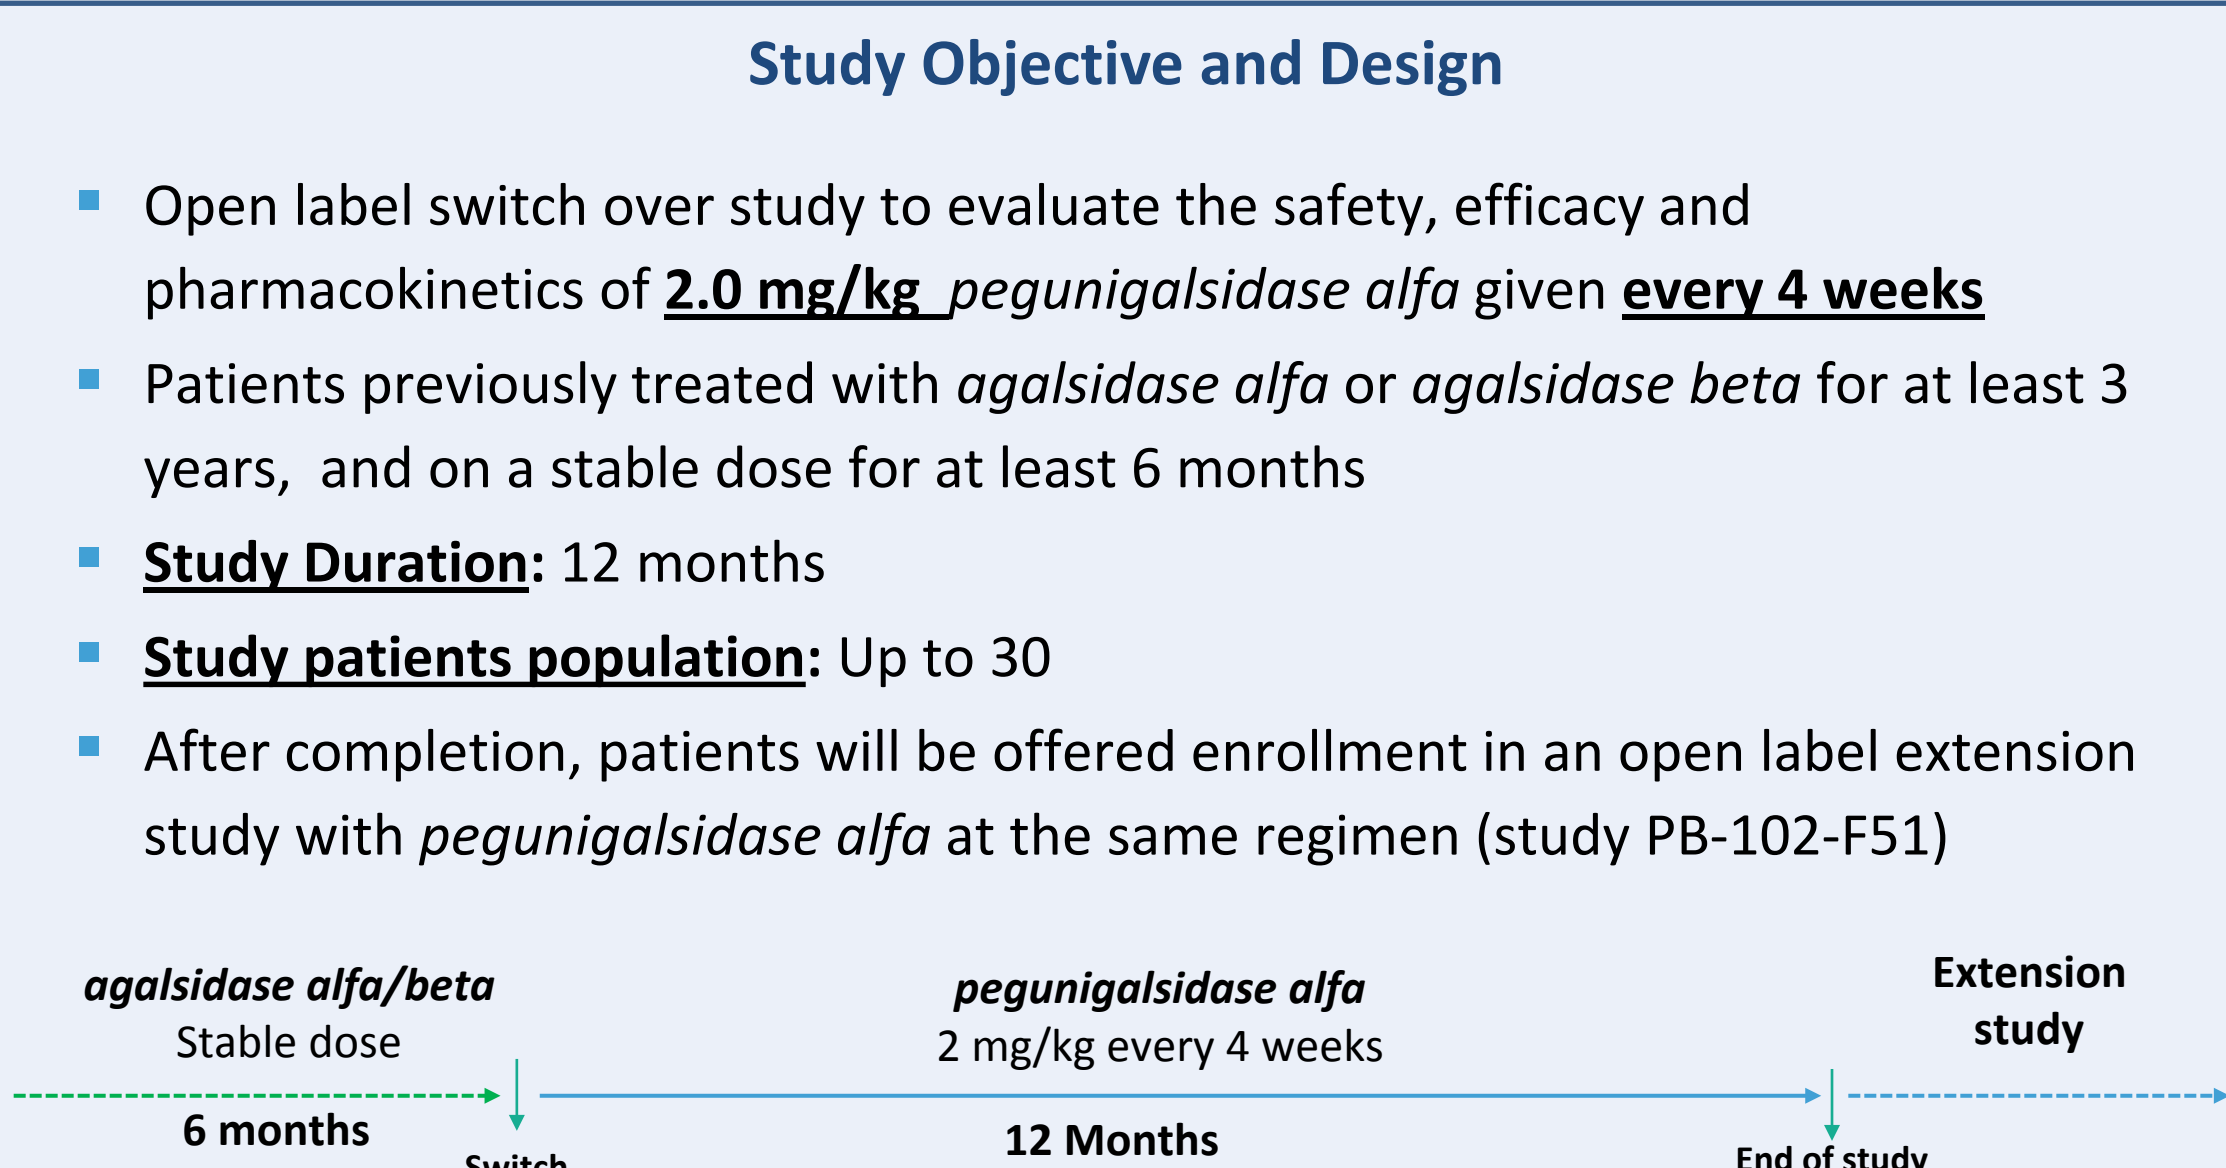 Study Objective and Design
Open label switch over study to evaluate the safety, efficacy and
pharmacokinetics of 2.0 mg/kg pegunigalsidase alfa given every 4 weeks
Patients previously treated with agalsidase alfa or agalsidase beta for at least 3
years, and on a stable dose for at least 6 months
Study Duration: 12 months
Study patients population: Up to 30
After completion, patients will be offered enrollment in an open label extension
study with pegunigalsidase alfa at the same regimen (study PB-102-F51)
agalsidase alfa/beta
Stable dose
6 months
Switch
pegunigalsidase alfa
2 mg/kg every 4 weeks
12 Months
Extension
study
End of study